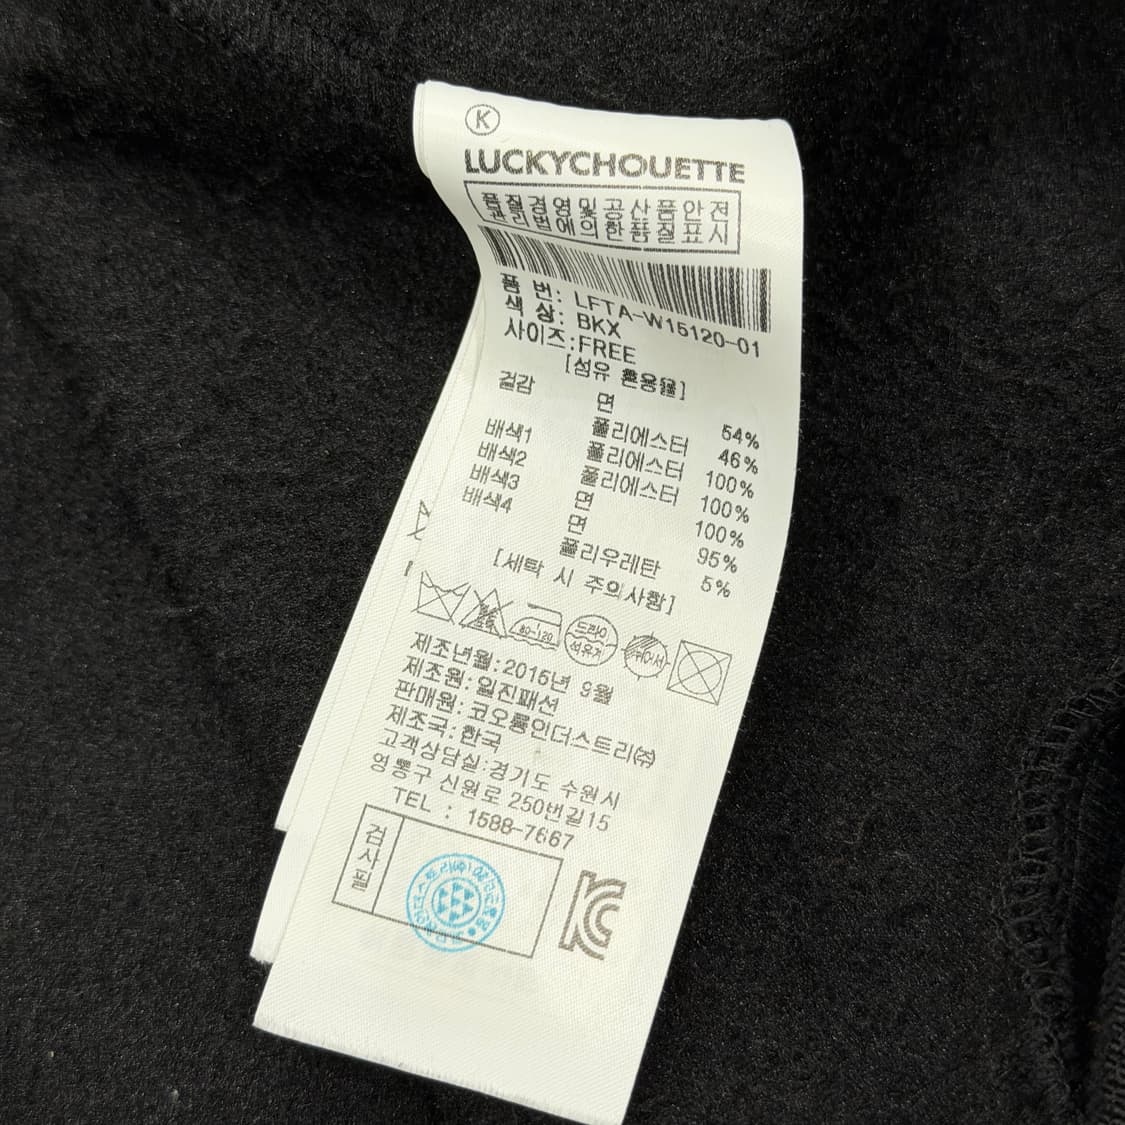 K
LUCKYCHOUETTE
품질경영및공산품안전
관리법에의한품질표시
품 번: LFTA-W15120-01
색 상: BKX
사이즈:FREE
[섬유 혼용율]
겉감 면 54%
폴리에스터 46%
배색1 폴리에스터 100%
배색2 폴리에스터 100%
배색3 면 100%
배색4 면 95%
폴리우레탄 5%
[세탁 시 주의사항]
80~120
드라이
석유계
뉘어서
제조년월:2015년 9월
제조원:일진패션
판매원:코오롱인더스트리㈜
제조국:한국
고객상담실:경기도 수원시
영통구 신원로 250번길15
TEL : 1588-7667
검사필
KC